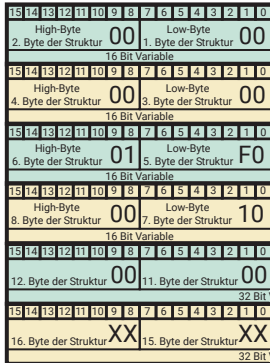 15 14 13 12 11 10 9 8 7 6 5 4 3 2 1 0
High-Byte Low-Byte
2. Byte der Struktur 00 1. Byte der Struktur 00
16 Bit Variable
15 14 13 12 11 10 9 8 7 6 5 4 3 2 1 0
High-Byte Low-Byte
4. Byte der Struktur 00 3. Byte der Struktur 00
16 Bit Variable
15 14 13 12 11 10 9 8 7 6 5 4 3 2 1 0
High-Byte Low-Byte
6. Byte der Struktur 01 5. Byte der Struktur F0
16 Bit Variable
15 14 13 12 11 10 9 8 7 6 5 4 3 2 1 0
High-Byte Low-Byte
8. Byte der Struktur 00 7. Byte der Struktur 10
16 Bit Variable
15 14 13 12 11 10 9 8 7 6 5 4 3 2 1 0
12. Byte der Struktur 00 11. Byte der Struktur 00
32 Bit V
15 14 13 12 11 10 9 8 7 6 5 4 3 2 1 0
16. Byte der Struktur XX 15. Byte der Struktur XX
32 Bit V